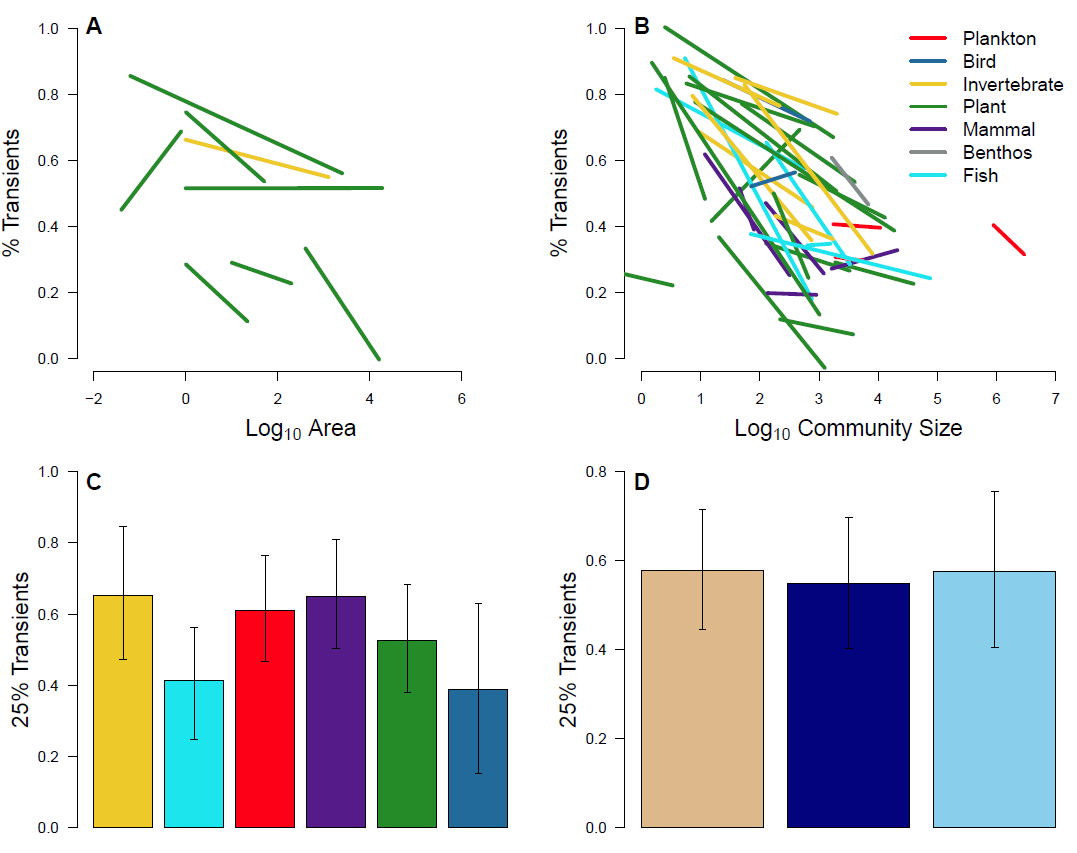 A
1.0
0.8
0.6
0.4
0.2
0.0
% Transients
−2 0 2 4 6
Log10 Area
B
1.0
0.8
0.6
0.4
0.2
0.0
% Transients
0 1 2 3 4 5 6 7
Log10 Community Size
Plankton
Bird
Invertebrate
Plant
Mammal
Benthos
Fish
C
1.0
0.8
0.6
0.4
0.2
0.0
25% Transients
D
0.8
0.6
0.4
0.2
0.0
25% Transients